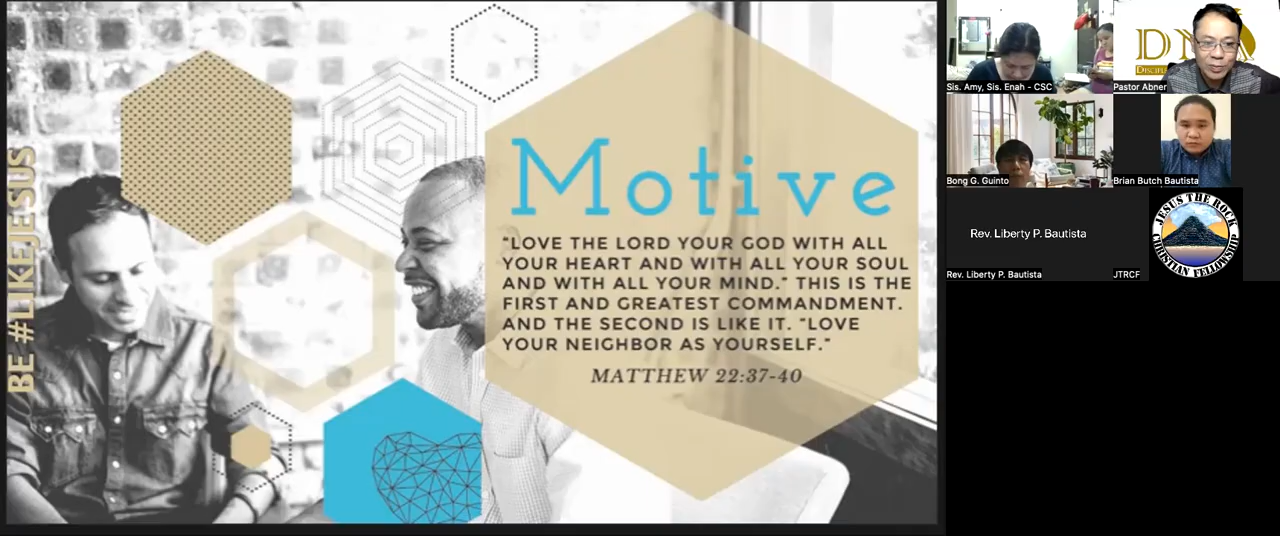 BE #LIKEJESUS
Motive
"LOVE THE LORD YOUR GOD WITH ALL
YOUR HEART AND WITH ALL YOUR SOUL
AND WITH ALL YOUR MIND." THIS IS THE
FIRST AND GREATEST COMMANDMENT.
AND THE SECOND IS LIKE IT. "LOVE
YOUR NEIGHBOR AS YOURSELF."
MATTHEW 22:37-40
Sis. Amy, Sis. Enah - CSC
Pastor Abner
Bong G. Guinto
Brian Butch Bautista
Rev. Liberty P. Bautista
Rev. Liberty P. Bautista
JTRCF
JESUS THE ROCK
CHRISTIAN FELLOWSHIP